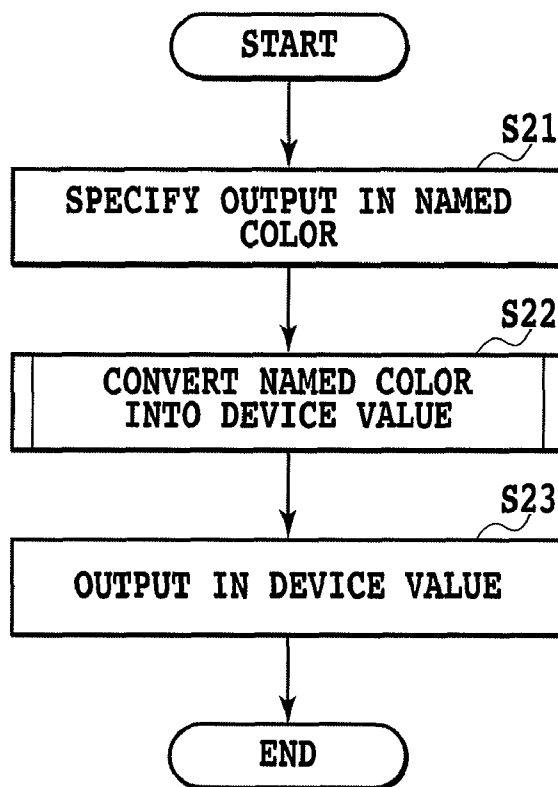 START
S21
SPECIFY OUTPUT IN NAMED
COLOR
S22
CONVERT NAMED COLOR
INTO DEVICE VALUE
S23
OUTPUT IN DEVICE VALUE
END